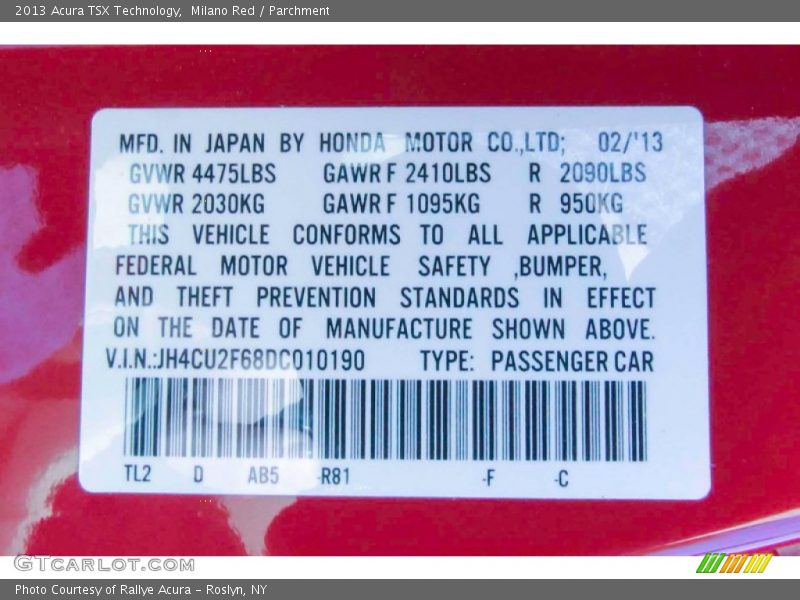 2013 Acura TSX Technology, Milano Red / Parchment
MFD. IN JAPAN BY HONDA MOTOR CO.,LTD; 02/'13
GVWR 4475LBS GAWR F 2410LBS R 2090LBS
GVWR 2030KG GAWR F 1095KG R 950KG
THIS VEHICLE CONFORMS TO ALL APPLICABLE
FEDERAL MOTOR VEHICLE SAFETY ,BUMPER,
AND THEFT PREVENTION STANDARDS IN EFFECT
ON THE DATE OF MANUFACTURE SHOWN ABOVE.
V.I.N.:JH4CU2F68DC010190 TYPE: PASSENGER CAR
TL2 D AB5 -R81 -F -C
GTCARLOT.COM
Photo Courtesy of Rallye Acura - Roslyn, NY